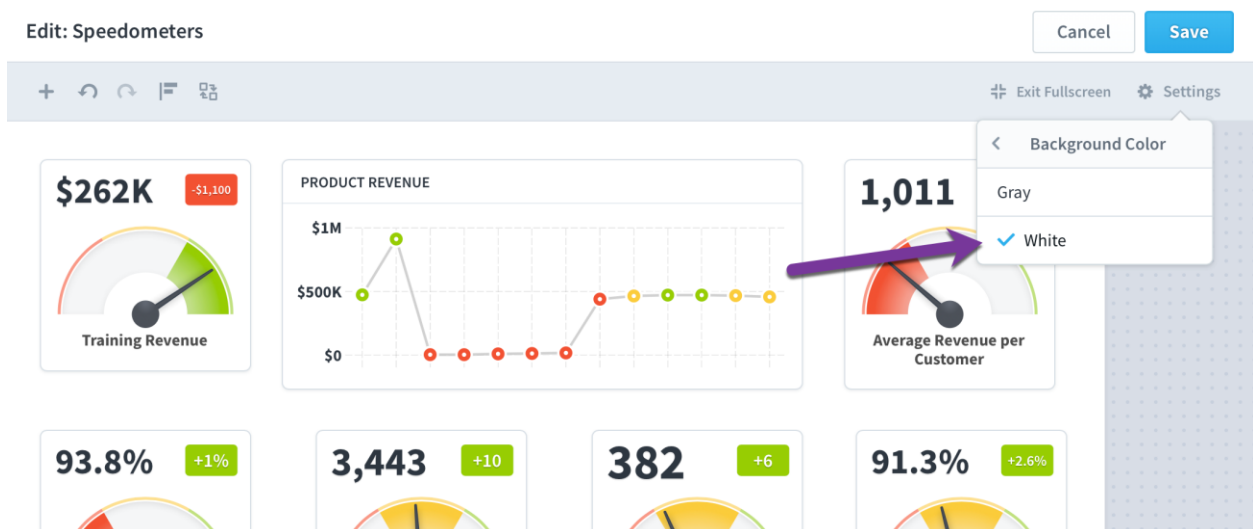 Edit: Speedometers
Cancel
Save
Exit Fullscreen
Settings
Background Color
Gray
White
$262K
-$1,100
Training Revenue
PRODUCT REVENUE
$1M
$500K
$0
1,011
Average Revenue per
Customer
93.8%
+1%
3,443
+10
382
+6
91.3%
+2.6%